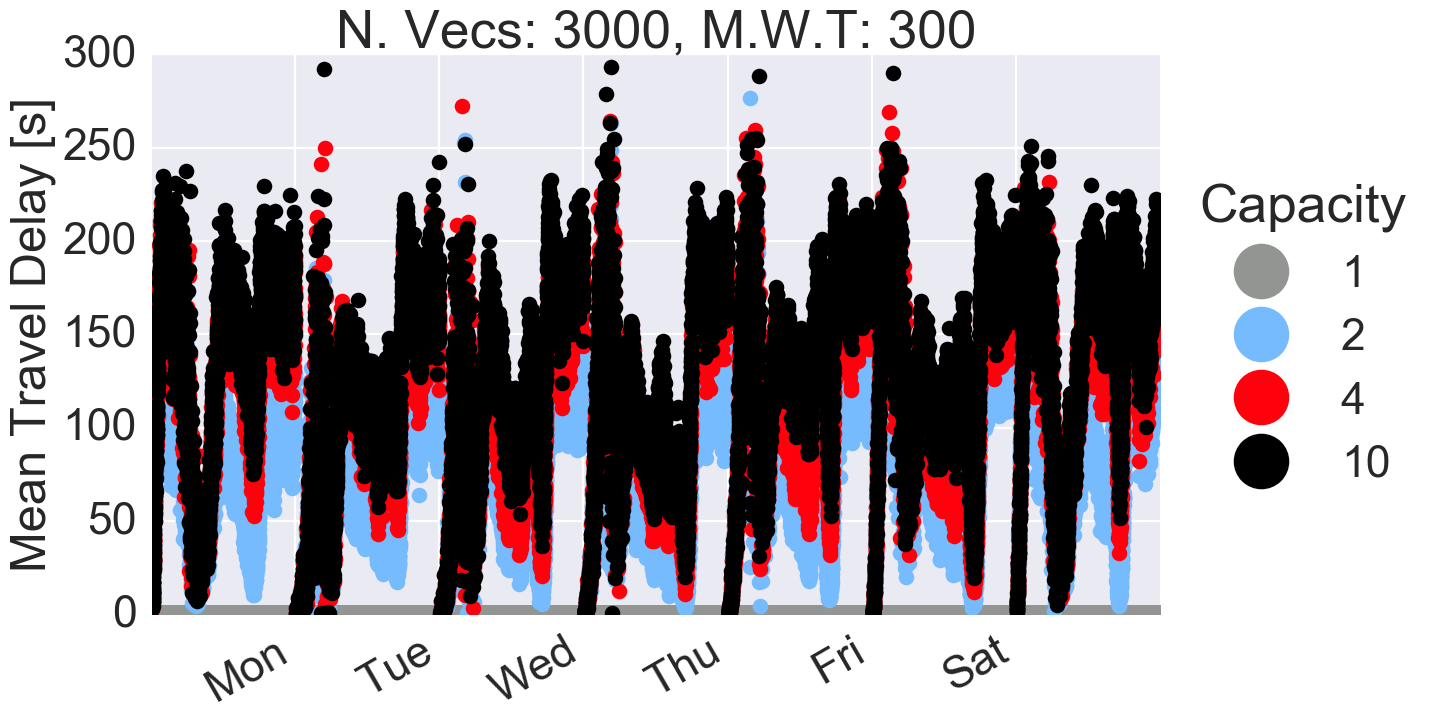 N. Vecs: 3000, M.W.T: 300
Mean Travel Delay [s]
300
250
200
150
100
50
0
Mon
Tue
Wed
Thu
Fri
Sat
Capacity
1
2
4
10